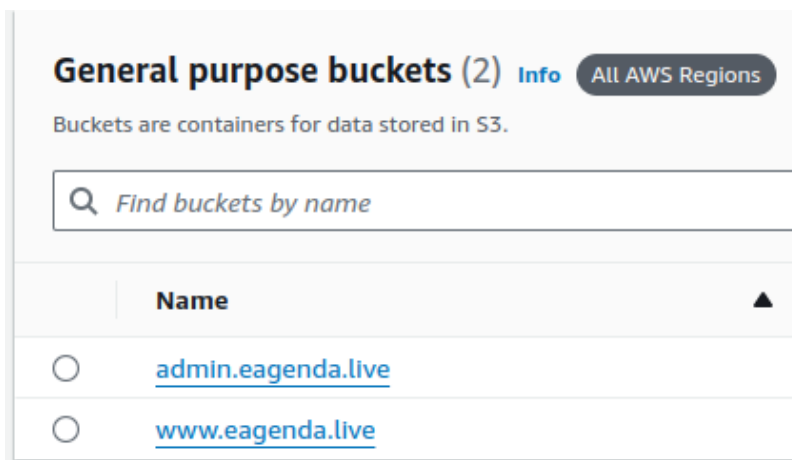 General purpose buckets (2) Info All AWS Regions
Buckets are containers for data stored in S3.
Find buckets by name
Name
admin.eagenda.live
www.eagenda.live